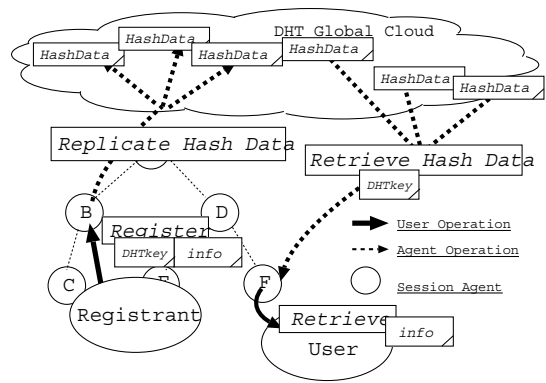 DHT Global Cloud
HashData
HashData
HashData
HashData
HashData
HashData
Replicate Hash Data
Retrieve Hash Data
DHTkey
B
D
Register
DHTkey
info
C
F
Registrant
User Operation
Agent Operation
Session Agent
Retrieve
info
User